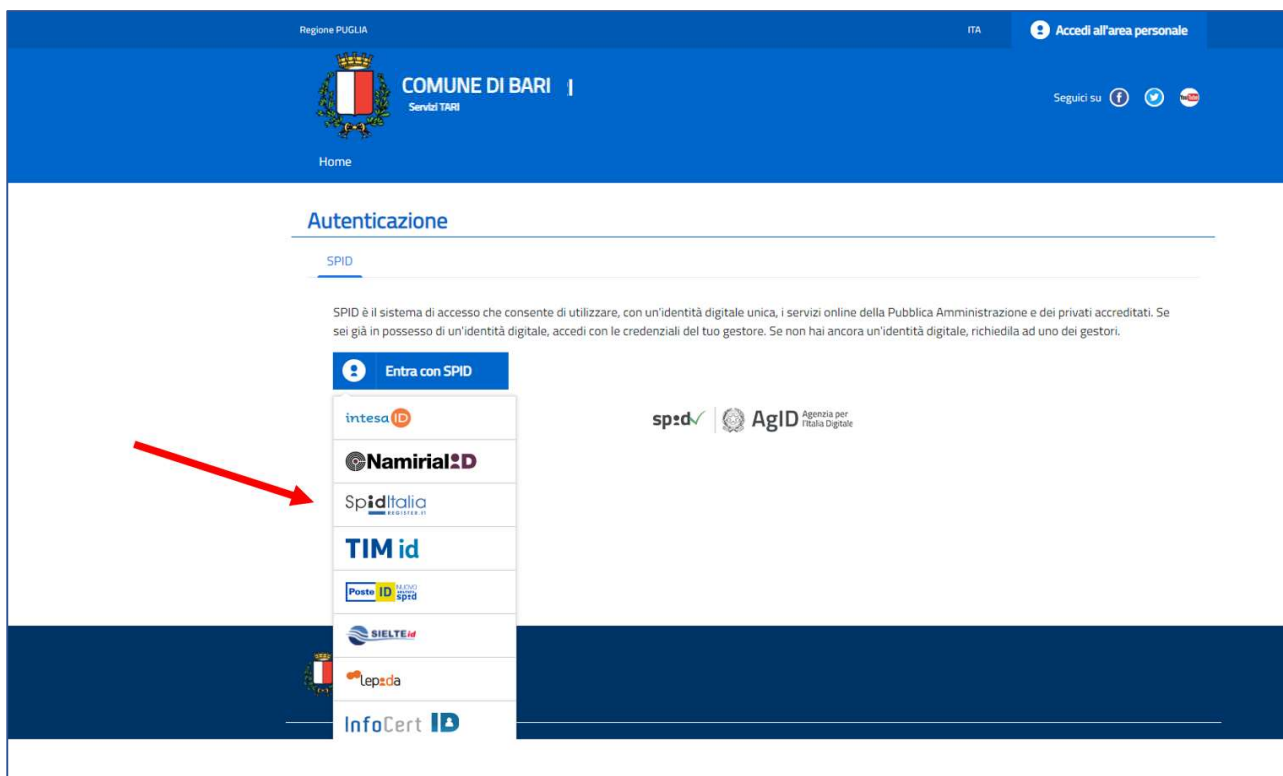 Regione PUGLIA
ITA
Accedi all'area personale
COMUNE DI BARI
Servizi TARI
Seguici su
Home
Autenticazione
SPID
SPID è il sistema di accesso che consente di utilizzare, con un'identità digitale unica, i servizi online della Pubblica Amministrazione e dei privati accreditati. Se
sei già in possesso di un'identità digitale, accedi con le credenziali del tuo gestore. Se non hai ancora un'identità digitale, richiedila ad uno dei gestori.
Entra con SPID
intesa ID
spid
AgID Agenzia per
l'Italia Digitale
Namirial ID
SpidItalia
REGISTER.IT
TIM id
Poste ID NUOVO
spid
SIELTE id
Lepida
InfoCert ID